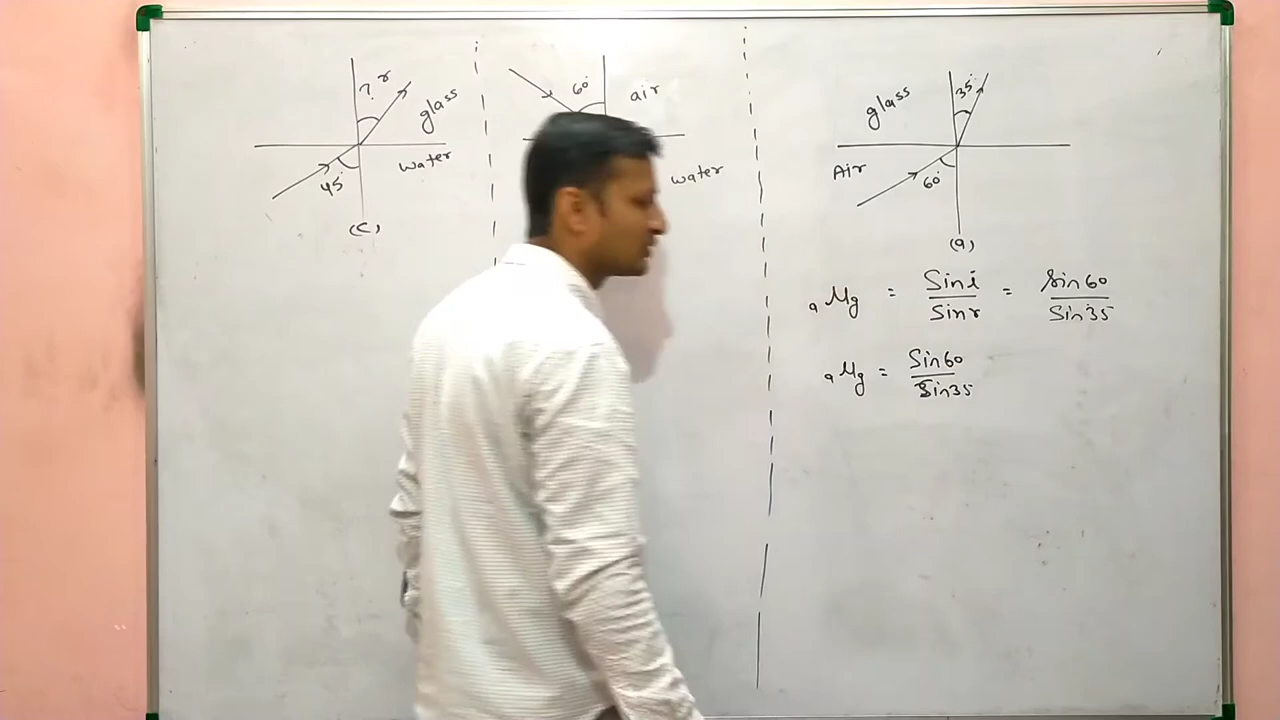 ? r
glass
water
45°
(c)
60°
air
water
glass
35°
Air
60°
(a)
aμg = Sin i / Sin r = Sin 60 / Sin 35
aμg = Sin 60 / Sin 35